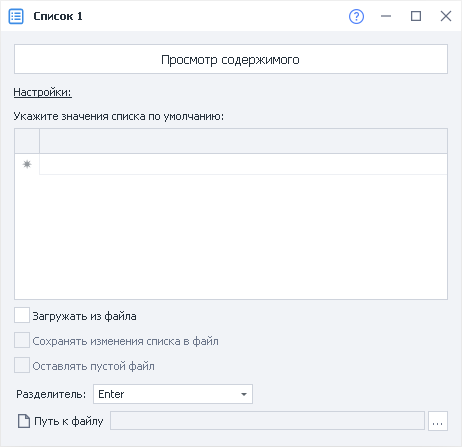 Список 1
Просмотр содержимого
Настройки:
Укажите значения списка по умолчанию:
Загружать из файла
Сохранять изменения списка в файл
Оставлять пустой файл
Разделитель: Enter
Путь к файлу ...